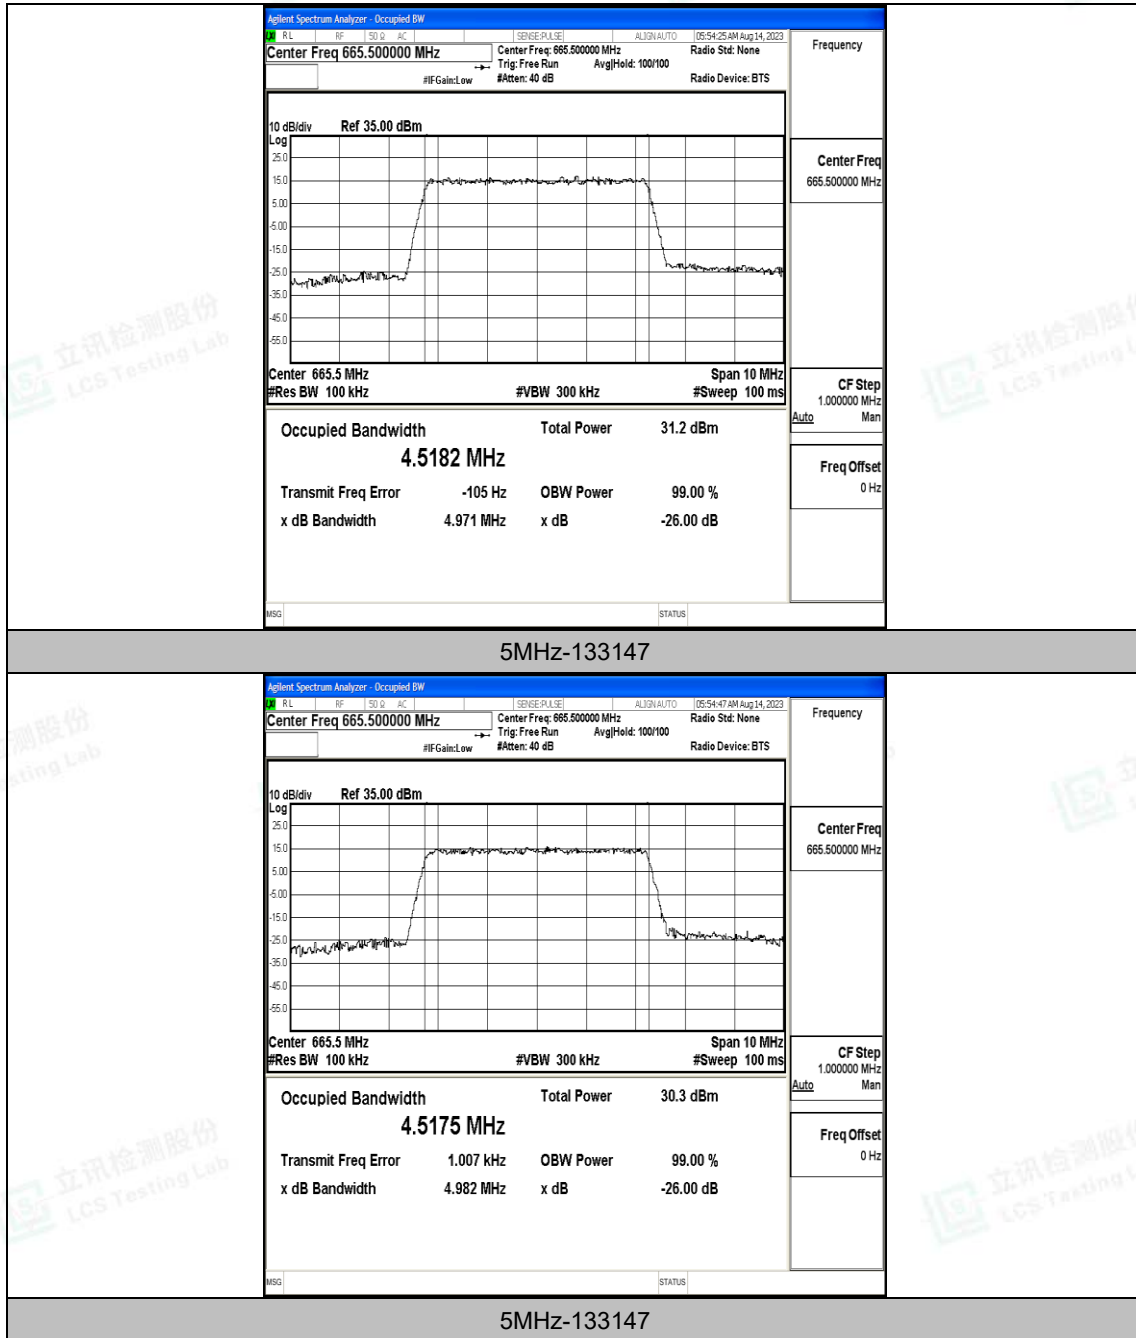 Agilent Spectrum Analyzer - Occupied BW
LXI RL RF 50 Ω AC SENSE:PULSE ALIGN AUTO 05:54:25 AM Aug 14, 2023
Center Freq 665.500000 MHz
Center Freq: 665.500000 MHz
Radio Std: None
Trig: Free Run Avg|Hold: 100/100
#IFGain:Low #Atten: 40 dB Radio Device: BTS
Frequency
10 dB/div Ref 35.00 dBm
Log
25.0
15.0
5.00
-5.00
-15.0
-25.0
-35.0
-45.0
-55.0
Center Freq
665.500000 MHz
Center 665.5 MHz Span 10 MHz
#Res BW 100 kHz #VBW 300 kHz #Sweep 100 ms
CF Step
1.000000 MHz
Auto Man
Occupied Bandwidth Total Power 31.2 dBm
4.5182 MHz
Freq Offset
0 Hz
Transmit Freq Error -105 Hz OBW Power 99.00 %
x dB Bandwidth 4.971 MHz x dB -26.00 dB
MSG STATUS
5MHz-133147
Agilent Spectrum Analyzer - Occupied BW
LXI RL RF 50 Ω AC SENSE:PULSE ALIGN AUTO 05:54:47 AM Aug 14, 2023
Center Freq 665.500000 MHz
Center Freq: 665.500000 MHz
Radio Std: None
Trig: Free Run Avg|Hold: 100/100
#IFGain:Low #Atten: 40 dB Radio Device: BTS
Frequency
10 dB/div Ref 35.00 dBm
Log
25.0
15.0
5.00
-5.00
-15.0
-25.0
-35.0
-45.0
-55.0
Center Freq
665.500000 MHz
Center 665.5 MHz Span 10 MHz
#Res BW 100 kHz #VBW 300 kHz #Sweep 100 ms
CF Step
1.000000 MHz
Auto Man
Occupied Bandwidth Total Power 30.3 dBm
4.5175 MHz
Freq Offset
0 Hz
Transmit Freq Error 1.007 kHz OBW Power 99.00 %
x dB Bandwidth 4.982 MHz x dB -26.00 dB
MSG STATUS
5MHz-133147
立讯检测股份
LCS Testing Lab